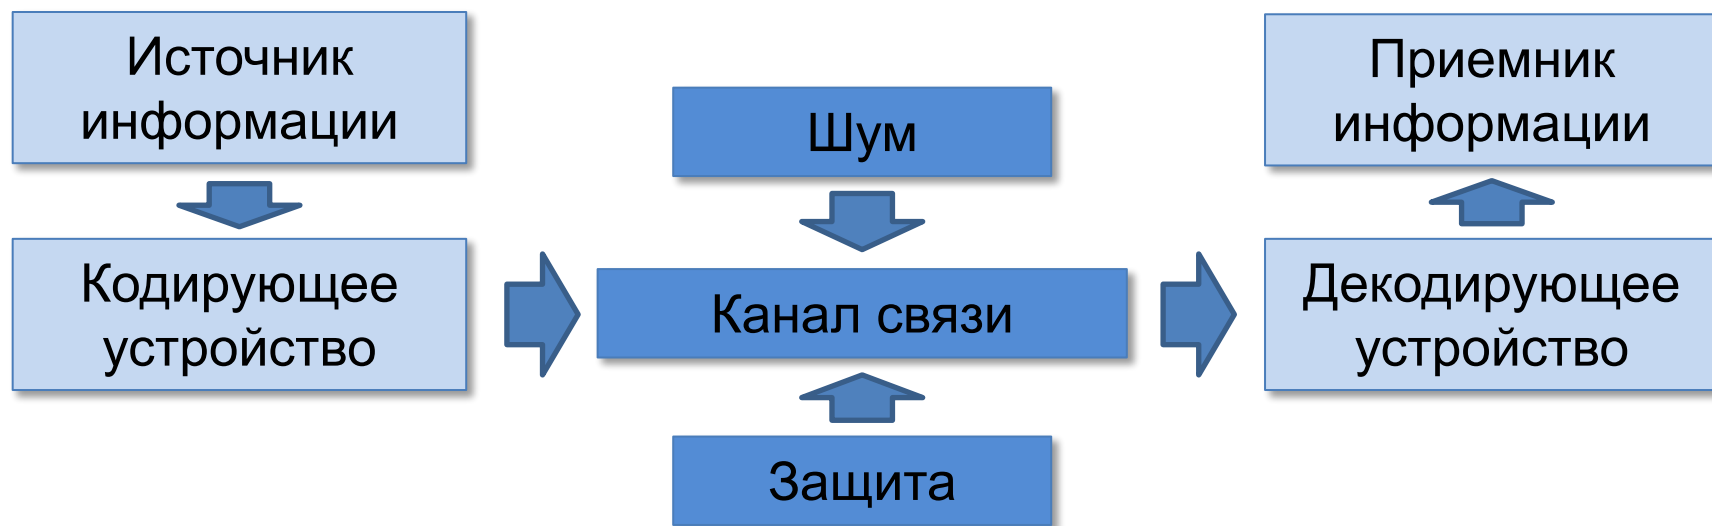 Источник
информации
Кодирующее
устройство
Шум
Канал связи
Защита
Приемник
информации
Декодирующее
устройство